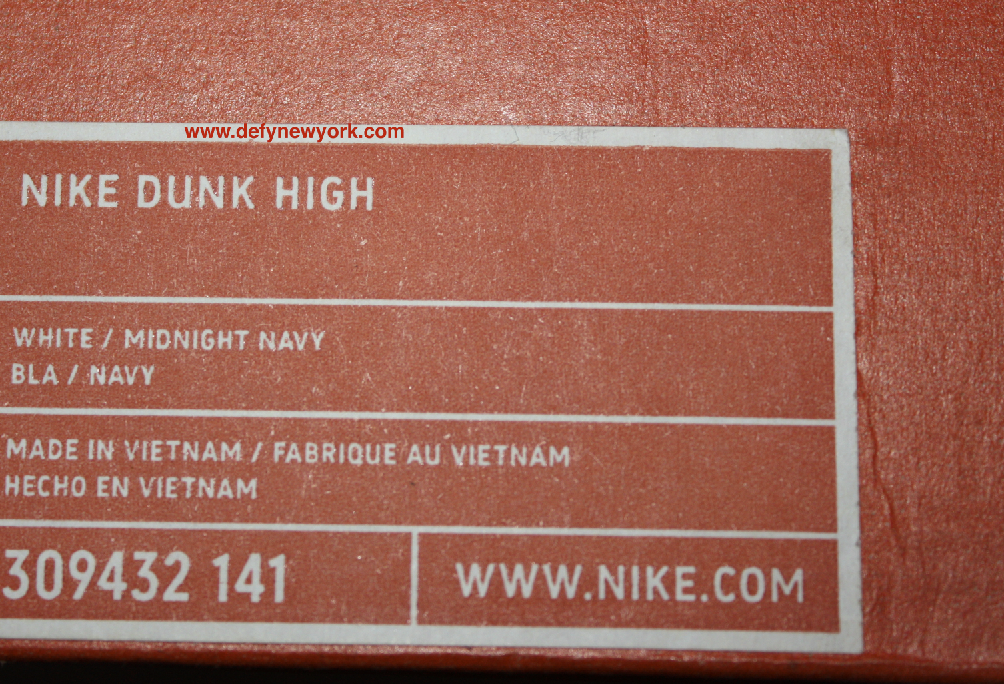 www.defynewyork.com
NIKE DUNK HIGH
WHITE / MIDNIGHT NAVY
BLA / NAVY
MADE IN VIETNAM / FABRIQUE AU VIETNAM
HECHO EN VIETNAM
309432 141
WWW.NIKE.COM